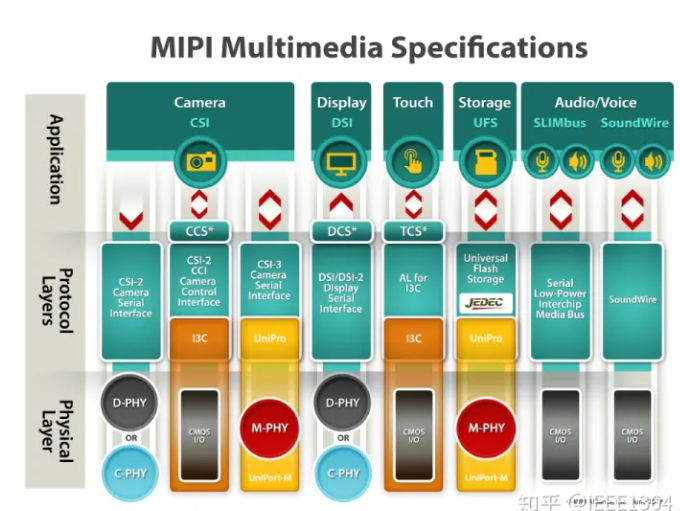 MIPI Multimedia Specifications
Application
Camera
CSI
Display
DSI
Touch
Storage
UFS
Audio/Voice
SLIMbus
SoundWire
CCS*
DCS*
TCS*
Protocol
Layers
CSI-2
Camera
Serial
Interface
CSI-2
CCI
Camera
Control
Interface
I3C
CSI-3
Camera
Serial
Interface
UniPro
DSI/DSI-2
Display
Serial
Interface
AL for
I3C
I3C
Universal
Flash
Storage
JEDEC
UniPro
Serial
Low-Power
Interchip
Media Bus
SoundWire
Physical
Layer
D-PHY
OR
C-PHY
CMOS
I/O
M-PHY
UniPort-M
D-PHY
OR
C-PHY
CMOS
I/O
M-PHY
UniPort-M
CMOS
I/O
CMOS
I/O
知乎 @IEEE1364